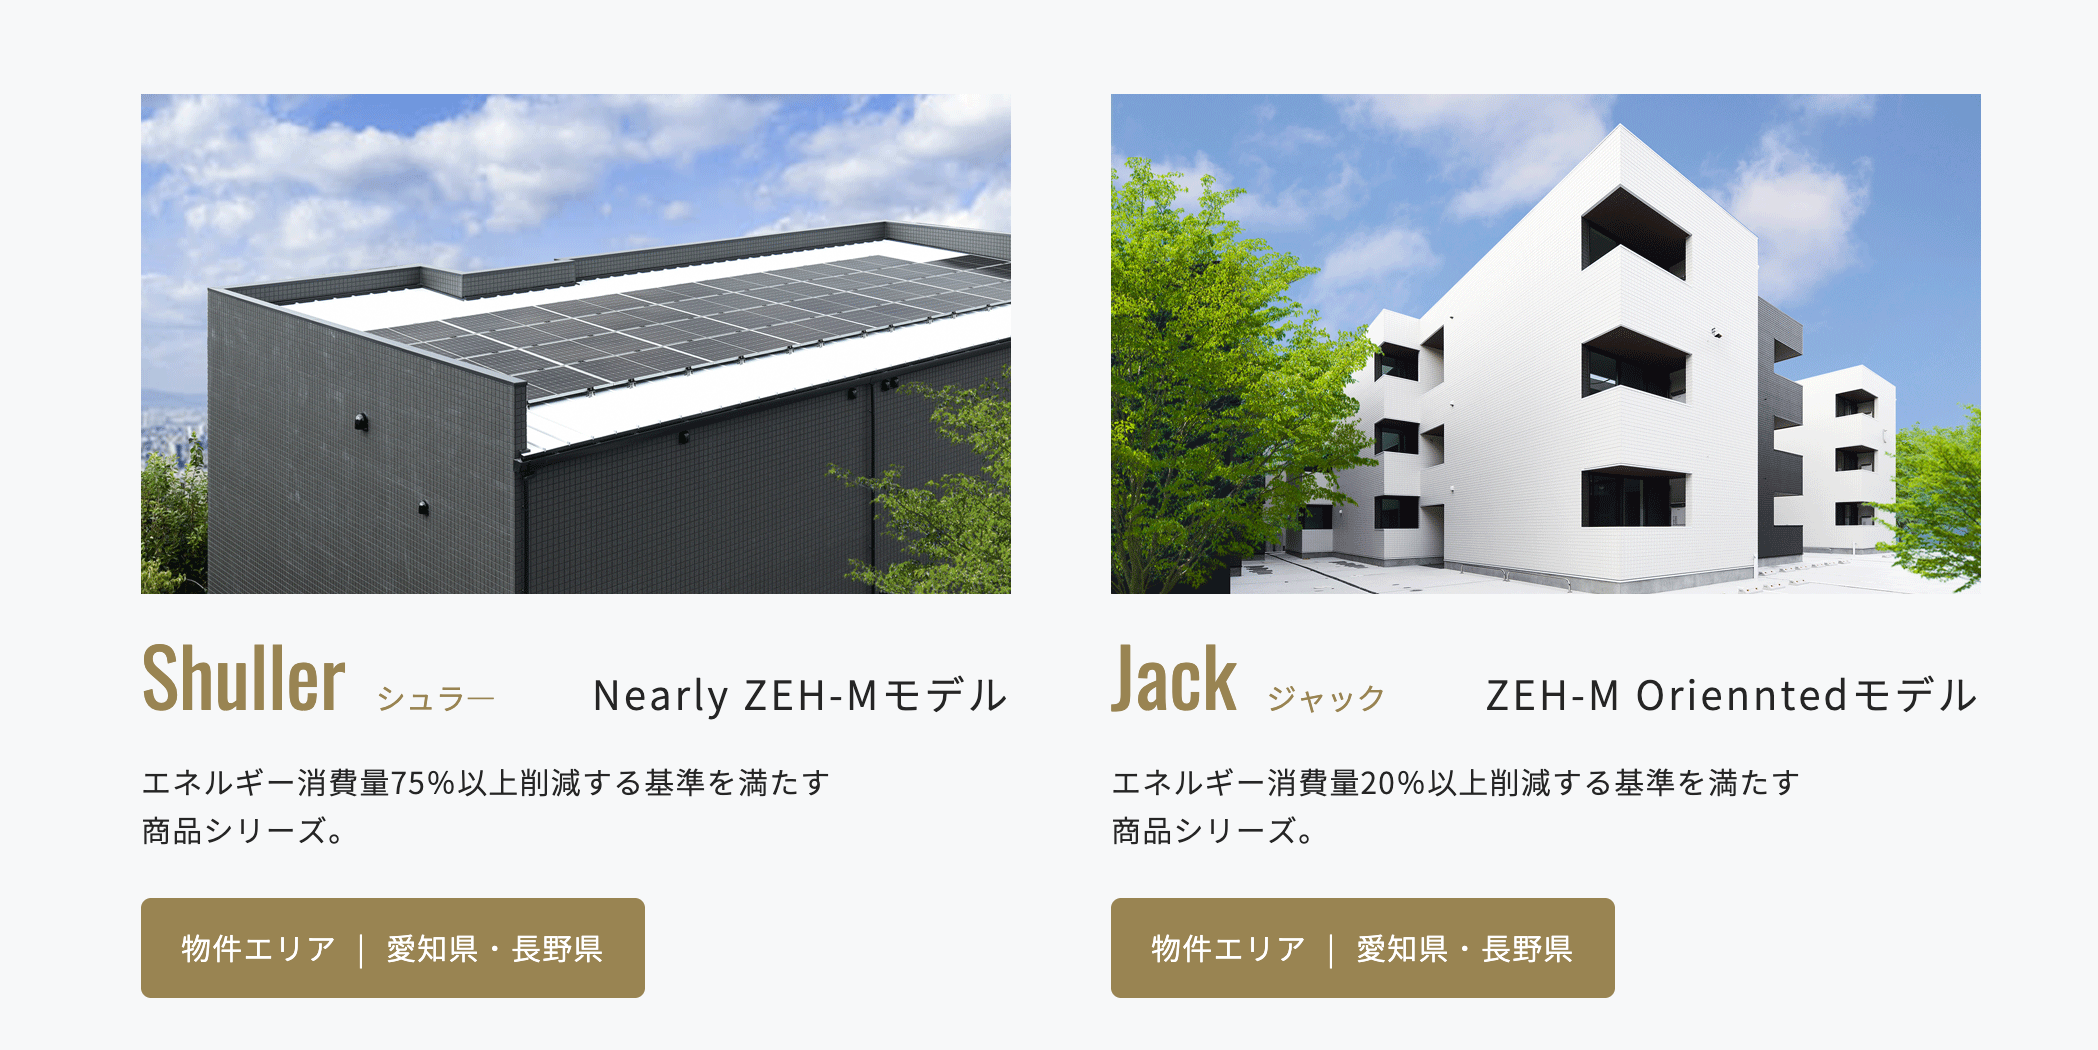 Shuller シュラ― Nearly ZEH-Mモデル
エネルギー消費量75%以上削減する基準を満たす
商品シリーズ。
物件エリア | 愛知県・長野県
Jack ジャック ZEH-M Orienntedモデル
エネルギー消費量20%以上削減する基準を満たす
商品シリーズ。
物件エリア | 愛知県・長野県